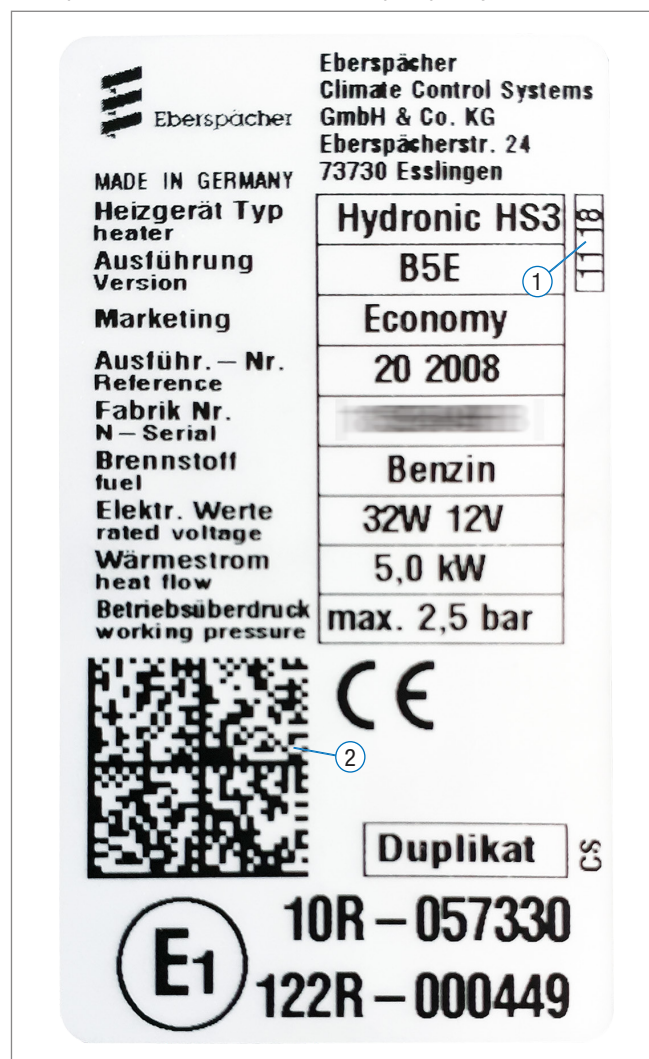 Eberspächer
Eberspächer
Climate Control Systems
GmbH & Co. KG
Eberspächerstr. 24
73730 Esslingen
MADE IN GERMANY
Heizgerät Typ
heater
Hydronic HS3
11 18
1
Ausführung
Version
B5E
Marketing
Economy
Ausführ. – Nr.
Reference
20 2008
Fabrik Nr.
N – Serial
Brennstoff
fuel
Benzin
Elektr. Werte
rated voltage
32W 12V
Wärmestrom
heat flow
5,0 kW
Betriebsüberdruck
working pressure
max. 2,5 bar
CE
2
Duplikat
CS
E1
10R – 057330
122R – 000449